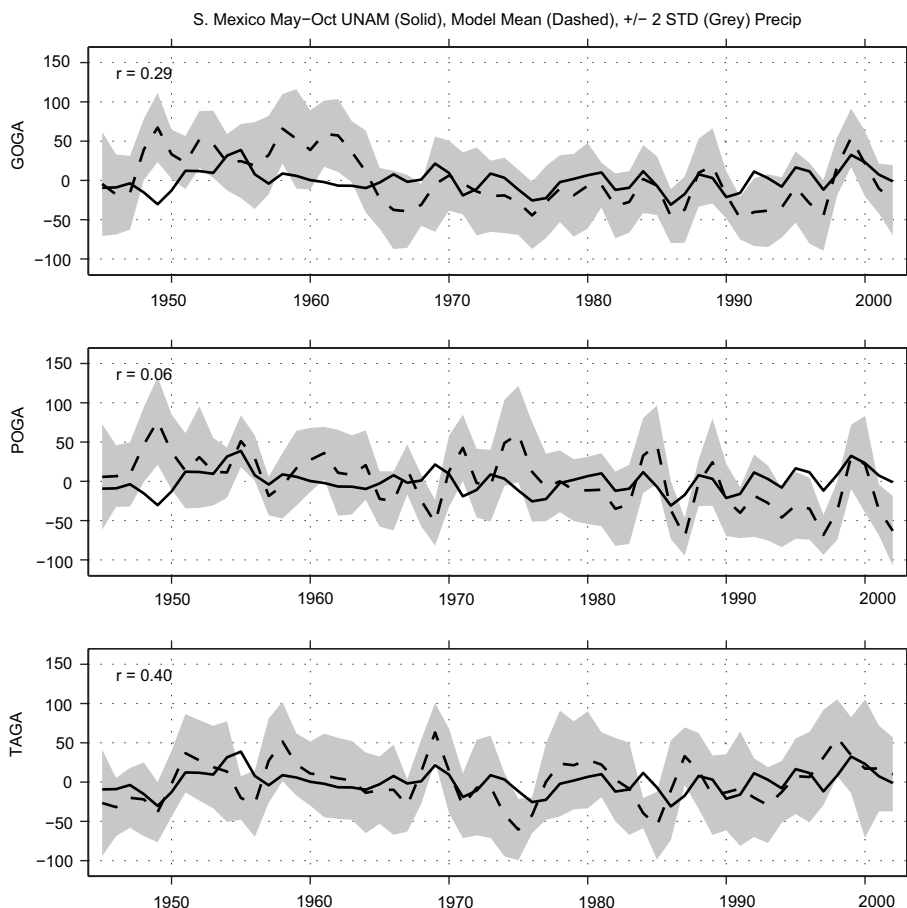 S. Mexico May−Oct UNAM (Solid), Model Mean (Dashed), +/− 2 STD (Grey) Precip
r = 0.29
GOGA
150
100
50
0
−50
−100
1950 1960 1970 1980 1990 2000
r = 0.06
POGA
150
100
50
0
−50
−100
1950 1960 1970 1980 1990 2000
r = 0.40
TAGA
150
100
50
0
−50
−100
1950 1960 1970 1980 1990 2000